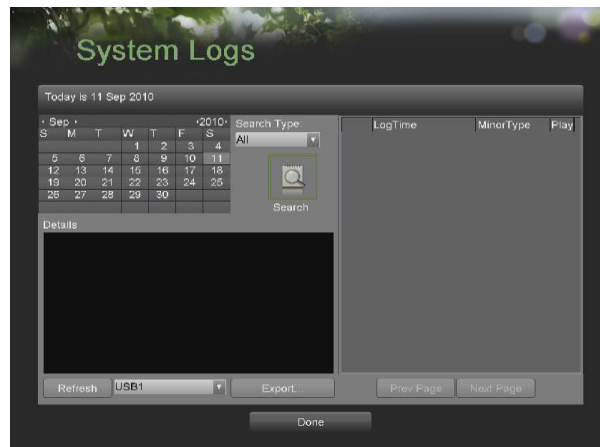 System Logs
Today is 11 Sep 2010
Sep 2010
S M T W T F S
1 2 3 4
5 6 7 8 9 10 11
12 13 14 15 16 17 18
19 20 21 22 23 24 25
26 27 28 29 30
Search Type:
All
Search
LogTime MinorType Play
Details
Refresh USB1 Export... Prev Page Next Page
Done